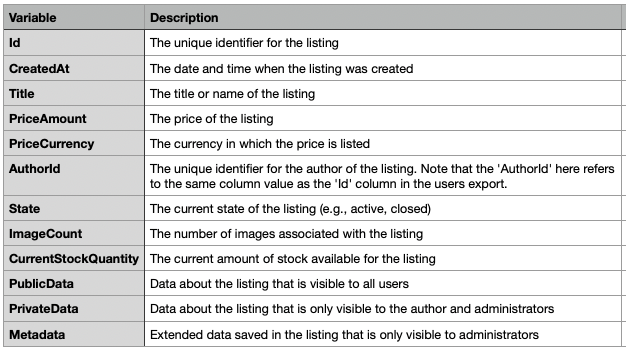 Variable Description
Id The unique identifier for the listing
CreatedAt The date and time when the listing was created
Title The title or name of the listing
PriceAmount The price of the listing
PriceCurrency The currency in which the price is listed
AuthorId The unique identifier for the author of the listing. Note that the 'AuthorId' here refers
to the same column value as the 'Id' column in the users export.
State The current state of the listing (e.g., active, closed)
ImageCount The number of images associated with the listing
CurrentStockQuantity The current amount of stock available for the listing
PublicData Data about the listing that is visible to all users
PrivateData Data about the listing that is only visible to the author and administrators
Metadata Extended data saved in the listing that is only visible to administrators